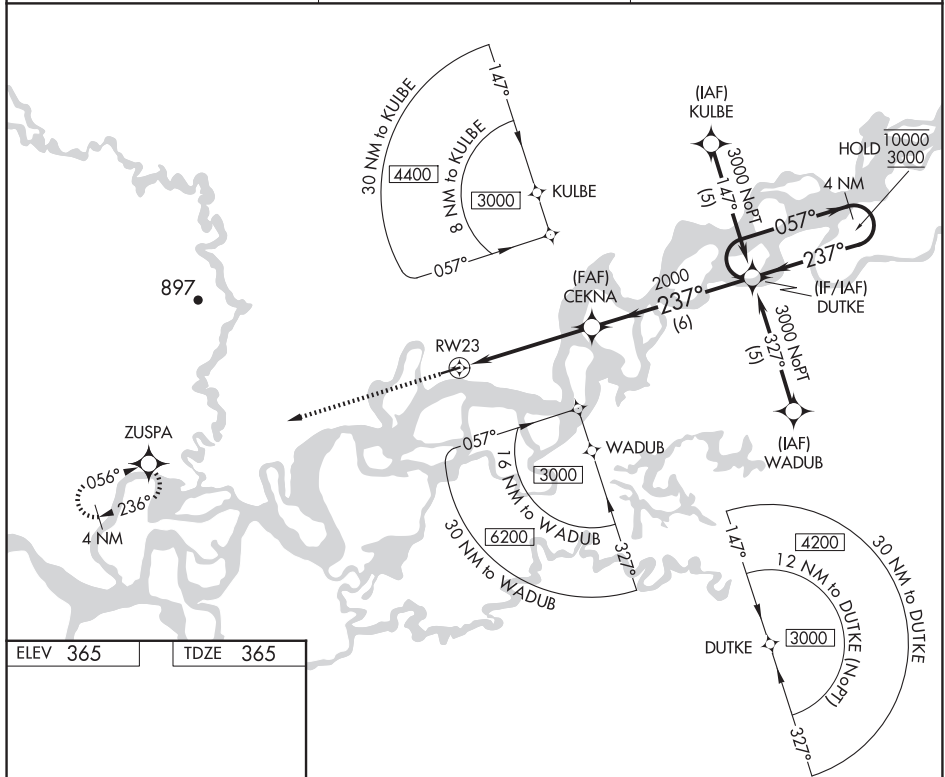 147°
30 NM to KULBE
8 NM to KULBE
4400
3000
KULBE
057°
(IAF)
KULBE
3000 NoPT
147°
(5)
HOLD
10000
3000
4 NM
057°
237°
(IF/IAF)
DUTKE
(FAF)
CEKNA
2000
237°
(6)
3000 NoPT
327°
(5)
(IAF)
WADUB
897
RW23
ZUSPA
056°
236°
4 NM
057°
WADUB
3000
16 NM to WADUB
6200
30 NM to WADUB
327°
147°
4200
30 NM to DUTKE
12 NM to DUTKE (NoPT)
3000
DUTKE
327°
ELEV 365
TDZE 365